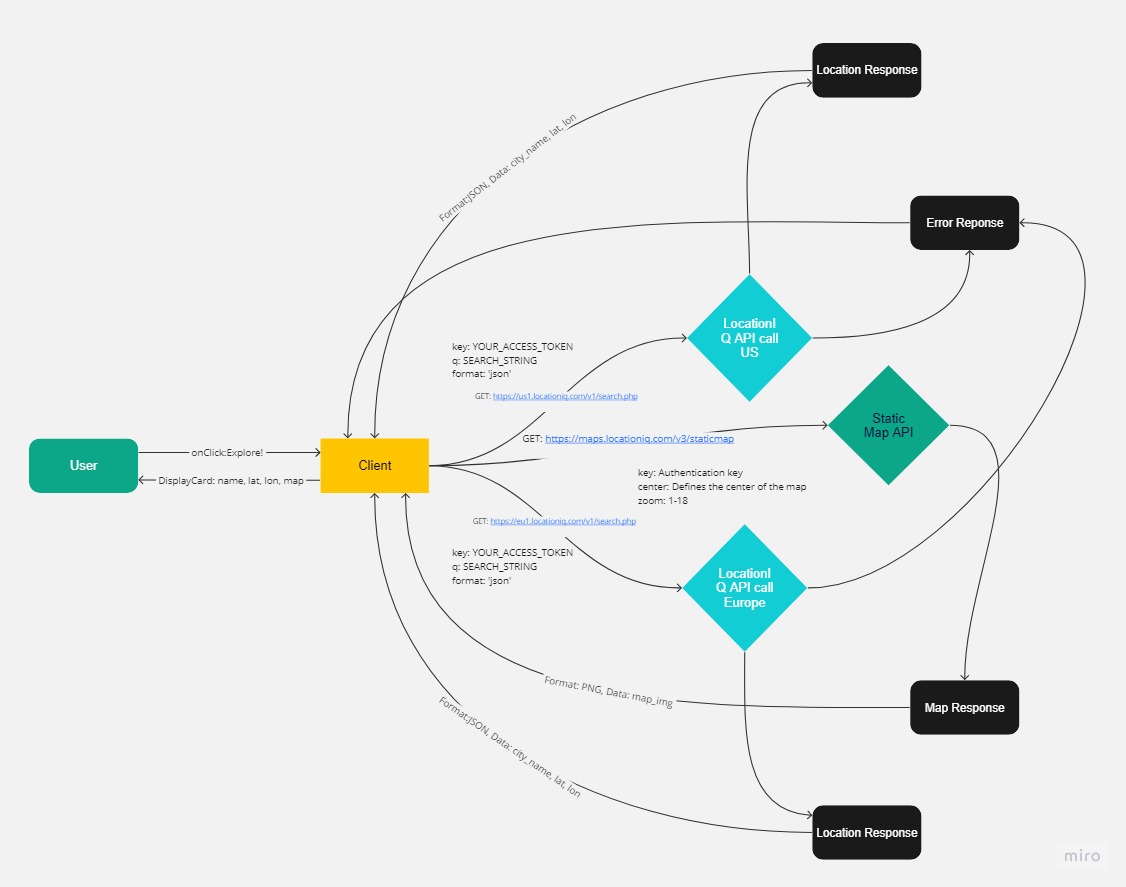 Location Response
Format:JSON, Data: city_name, lat, lon
Error Reponse
LocationI
Q API call
US
key: YOUR_ACCESS_TOKEN
q: SEARCH_STRING
format: 'json'
GET: https://us1.locationiq.com/v1/search.php
Static
Map API
GET: https://maps.locationiq.com/v3/staticmap
User
onClick:Explore!
DisplayCard: name, lat, lon, map
Client
key: Authentication key
center: Defines the center of the map
zoom: 1-18
GET: https://eu1.locationiq.com/v1/search.php
key: YOUR_ACCESS_TOKEN
q: SEARCH_STRING
format: 'json'
LocationI
Q API call
Europe
Format: PNG, Data: map_img
Map Response
Format:JSON, Data: city_name, lat, lon
Location Response
miro